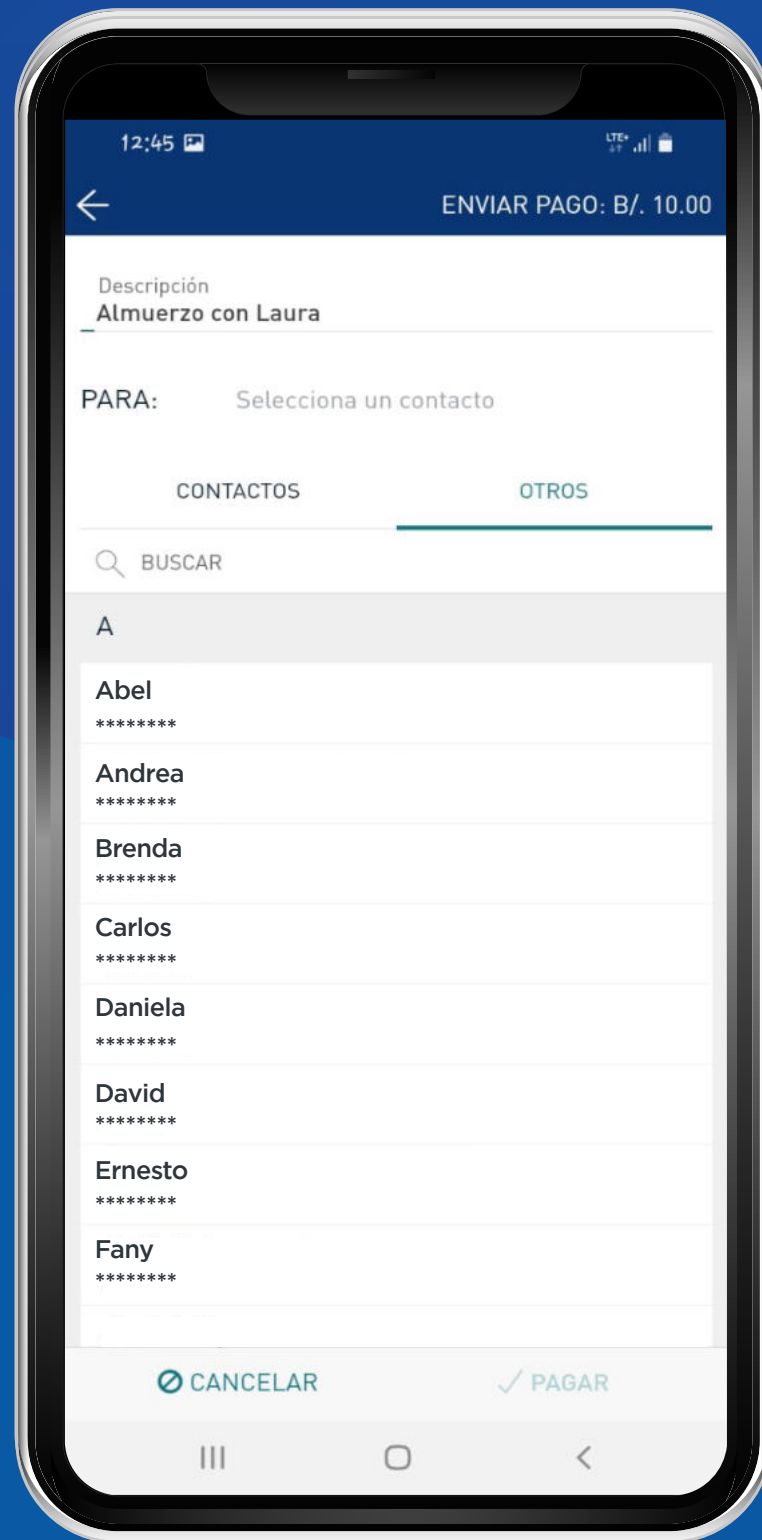 12:45
LTE+
ENVIAR PAGO: B/. 10.00
Descripción
Almuerzo con Laura
PARA: Selecciona un contacto
CONTACTOS OTROS
BUSCAR
A
Abel
********
Andrea
********
Brenda
********
Carlos
********
Daniela
********
David
********
Ernesto
********
Fany
********
CANCELAR PAGAR